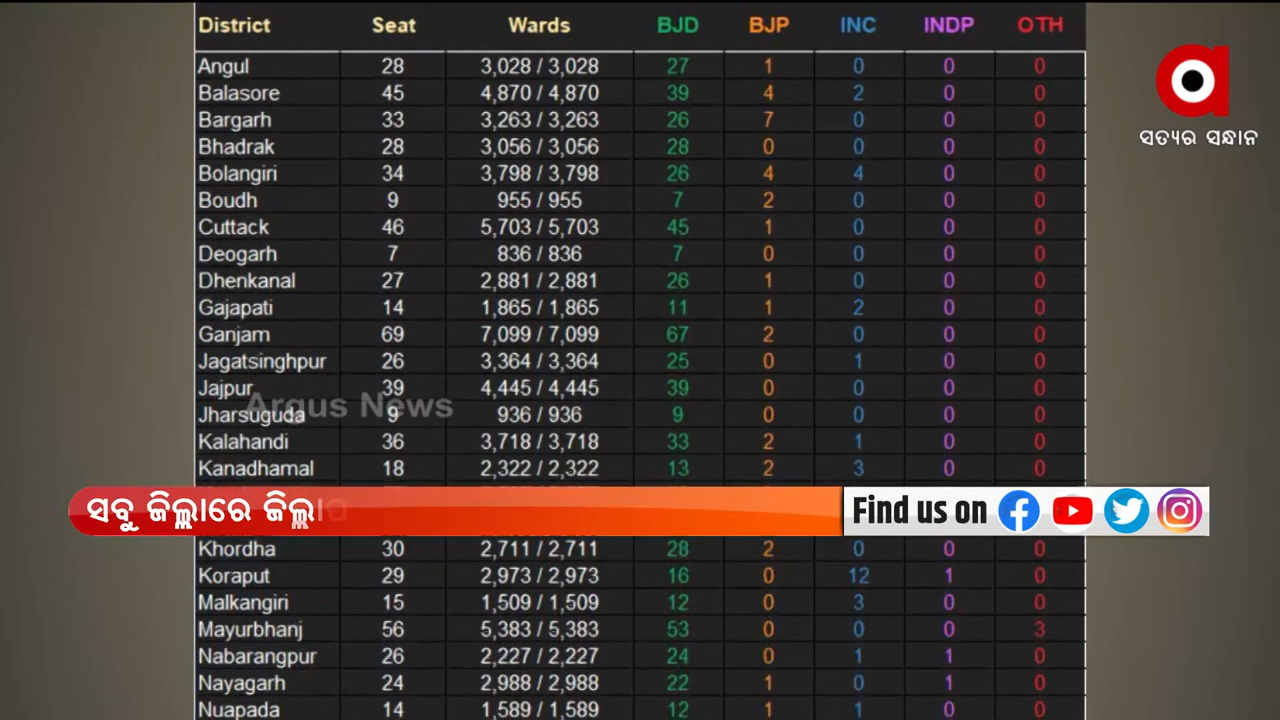 District Seat Wards BJD BJP INC INDP OTH
Angul 28 3,028 / 3,028 27 1 0 0 0
Balasore 45 4,870 / 4,870 39 4 2 0 0
Bargarh 33 3,263 / 3,263 26 7 0 0 0
Bhadrak 28 3,056 / 3,056 28 0 0 0 0
Bolangiri 34 3,798 / 3,798 26 4 4 0 0
Boudh 9 955 / 955 7 2 0 0 0
Cuttack 46 5,703 / 5,703 45 1 0 0 0
Deogarh 7 836 / 836 7 0 0 0 0
Dhenkanal 27 2,881 / 2,881 26 1 0 0 0
Gajapati 14 1,865 / 1,865 11 1 2 0 0
Ganjam 69 7,099 / 7,099 67 2 0 0 0
Jagatsinghpur 26 3,364 / 3,364 25 0 1 0 0
Jajpur 39 4,445 / 4,445 39 0 0 0 0
Jharsuguda 9 936 / 936 9 0 0 0 0
Kalahandi 36 3,718 / 3,718 33 2 1 0 0
Kanadhamal 18 2,322 / 2,322 13 2 3 0 0
Khordha 30 2,711 / 2,711 28 2 0 0 0
Koraput 29 2,973 / 2,973 16 0 12 1 0
Malkangiri 15 1,509 / 1,509 12 0 3 0 0
Mayurbhanj 56 5,383 / 5,383 53 0 0 0 3
Nabarangpur 26 2,227 / 2,227 24 0 1 1 0
Nayagarh 24 2,988 / 2,988 22 1 0 1 0
Nuapada 14 1,589 / 1,589 12 1 1 0 0
Argus News
ସତ୍ୟର ସନ୍ଧାନ
ସବୁ ଜିଲ୍ଲାରେ ଜିଲ୍ଲାପ
Find us on